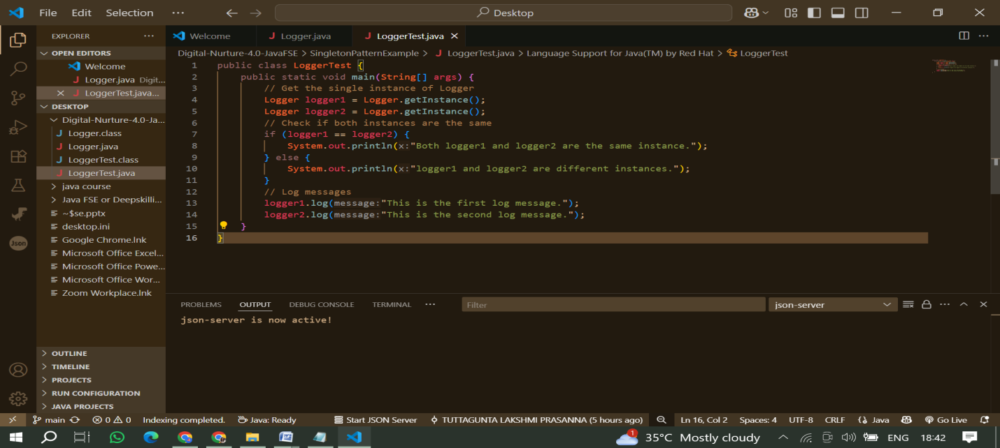 File Edit Selection ··· Desktop
EXPLORER ···
OPEN EDITORS
Welcome
Logger.java Digit...
LoggerTest.java...
DESKTOP
Digital-Nurture-4.0-Ja...
Logger.class
Logger.java
LoggerTest.class
LoggerTest.java
java course
Java FSE or Deepskilli...
~$se.pptx
desktop.ini
Google Chrome.lnk
Microsoft Office Excel...
Microsoft Office Powe...
Microsoft Office Wor...
Zoom Workplace.lnk
OUTLINE
TIMELINE
PROJECTS
RUN CONFIGURATION
JAVA PROJECTS
Json
Welcome J Logger.java J LoggerTest.java
Digital-Nurture-4.0-JavaFSE > SingletonPatternExample > J LoggerTest.java > Language Support for Java(TM) by Red Hat > LoggerTest
1 public class LoggerTest {
2 public static void main(String[] args) {
3 // Get the single instance of Logger
4 Logger logger1 = Logger.getInstance();
5 Logger logger2 = Logger.getInstance();
6 // Check if both instances are the same
7 if (logger1 == logger2) {
8 System.out.println(x:"Both logger1 and logger2 are the same instance.");
9 } else {
10 System.out.println(x:"logger1 and logger2 are different instances.");
11 }
12 // Log messages
13 logger1.log(message:"This is the first log message.");
14 logger2.log(message:"This is the second log message.");
15 }
16 }
PROBLEMS OUTPUT DEBUG CONSOLE TERMINAL ··· Filter json-server
json-server is now active!
main 0 0 Indexing completed. Java: Ready Start JSON Server TUTTAGUNTA LAKSHMI PRASANNA (5 hours ago) Ln 16, Col 2 Spaces: 4 UTF-8 CRLF {} Java Go Live
1 35°C Mostly cloudy ENG 18:42